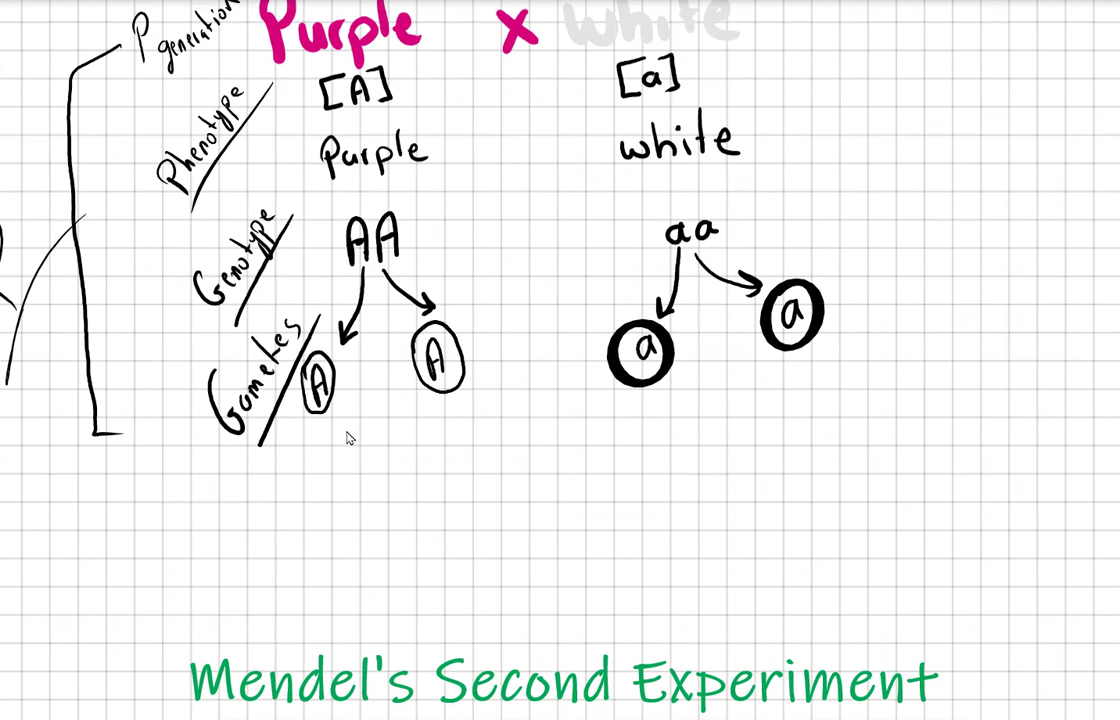 P generation Purple x white
[A] [a]
Phenotype Purple white
Genotype AA aa
Gametes A A a a
Mendel's Second Experiment